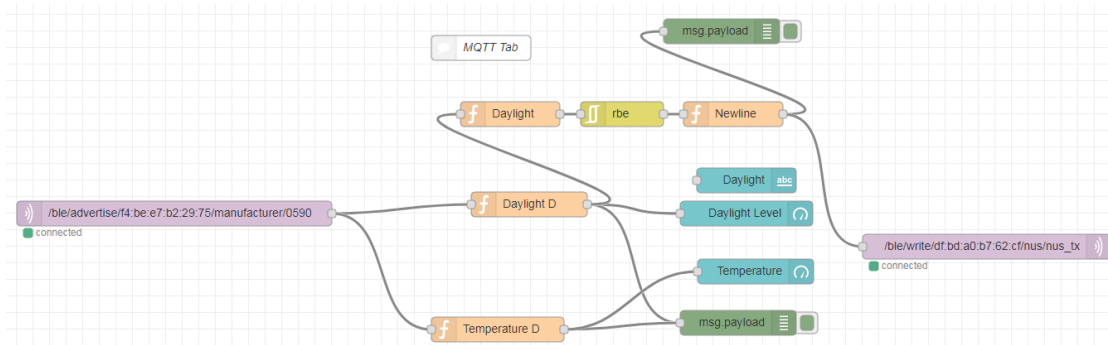 msg.payload
MQTT Tab
Daylight
rbe
Newline
Daylight
abc
Daylight D
/ble/advertise/f4:be:e7:b2:29:75/manufacturer/0590
Daylight Level
connected
/ble/write/df:bd:a0:b7:62:cf/nus/nus_tx
connected
Temperature
Temperature D
msg.payload